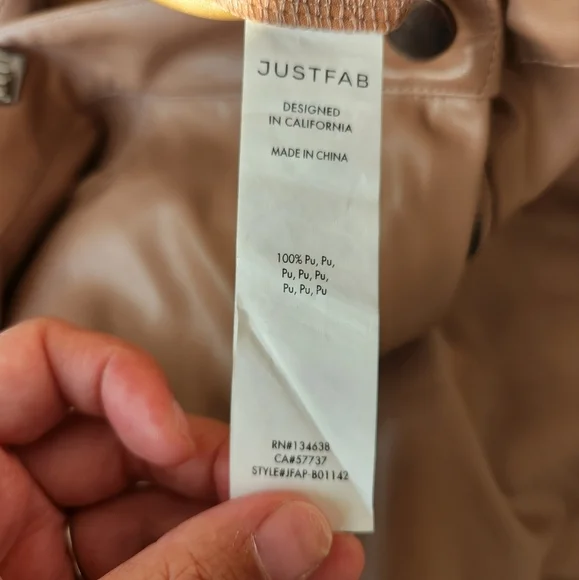 JUSTFAB
DESIGNED
IN CALIFORNIA
MADE IN CHINA
100% Pu, Pu,
Pu, Pu, Pu,
Pu, Pu, Pu
RN#134638
CA#57737
STYLE#JFAP-B01142